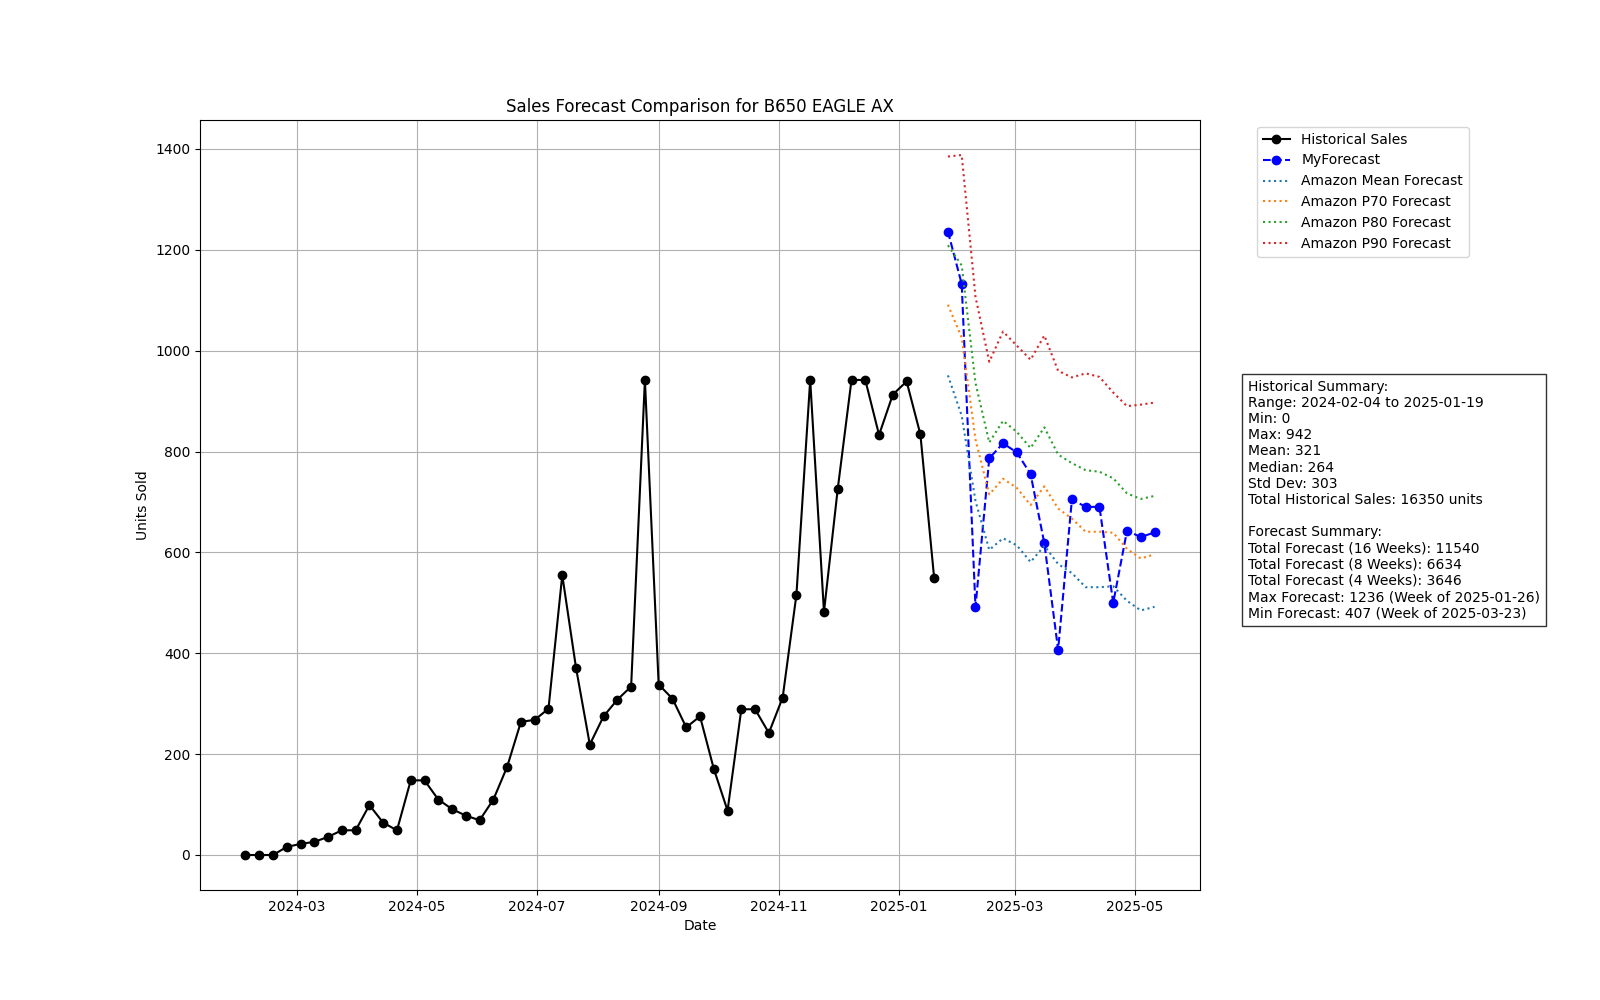 Sales Forecast Comparison for B650 EAGLE AX
Units Sold
1400
1200
1000
800
600
400
200
0
2024-03
2024-05
2024-07
2024-09
2024-11
2025-01
2025-03
2025-05
Date
Historical Sales
MyForecast
Amazon Mean Forecast
Amazon P70 Forecast
Amazon P80 Forecast
Amazon P90 Forecast
Historical Summary:
Range: 2024-02-04 to 2025-01-19
Min: 0
Max: 942
Mean: 321
Median: 264
Std Dev: 303
Total Historical Sales: 16350 units
Forecast Summary:
Total Forecast (16 Weeks): 11540
Total Forecast (8 Weeks): 6634
Total Forecast (4 Weeks): 3646
Max Forecast: 1236 (Week of 2025-01-26)
Min Forecast: 407 (Week of 2025-03-23)